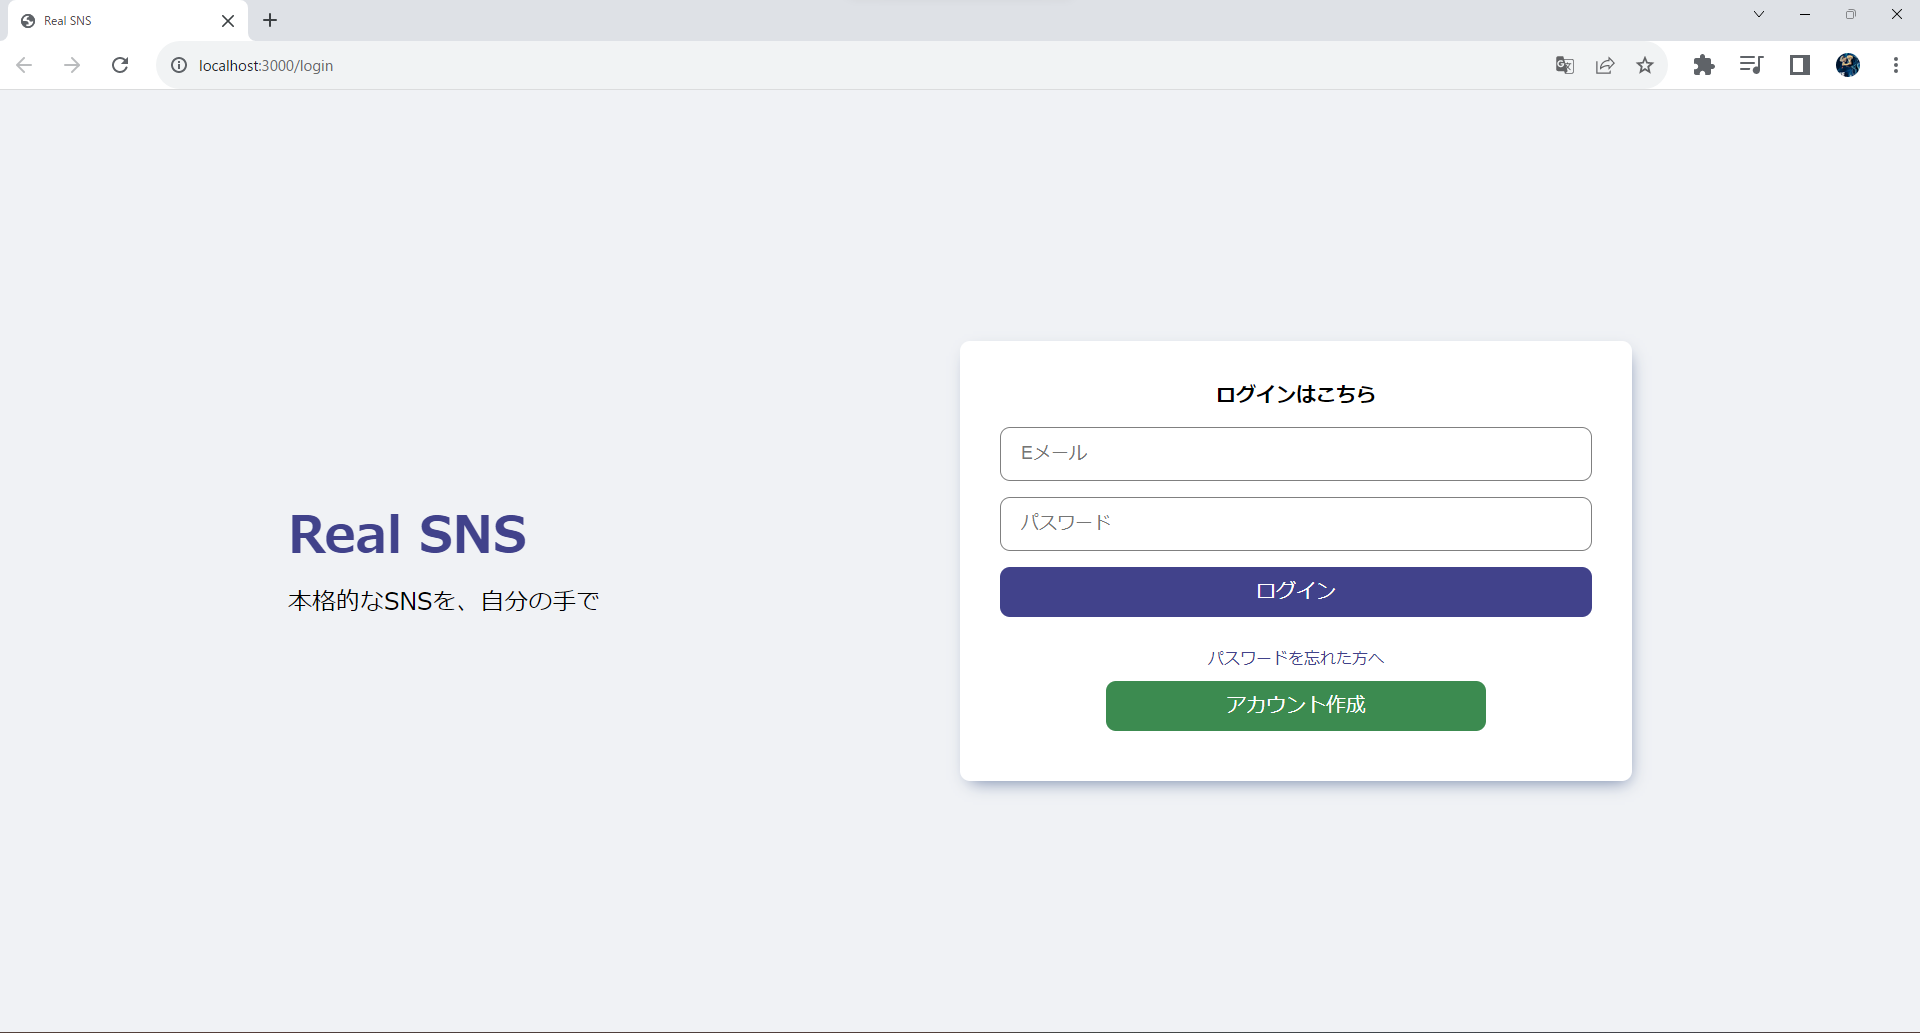 Real SNS
localhost:3000/login
Real SNS
本格的なSNSを、自分の手で
ログインはこちら
Eメール
パスワード
ログイン
パスワードを忘れた方へ
アカウント作成